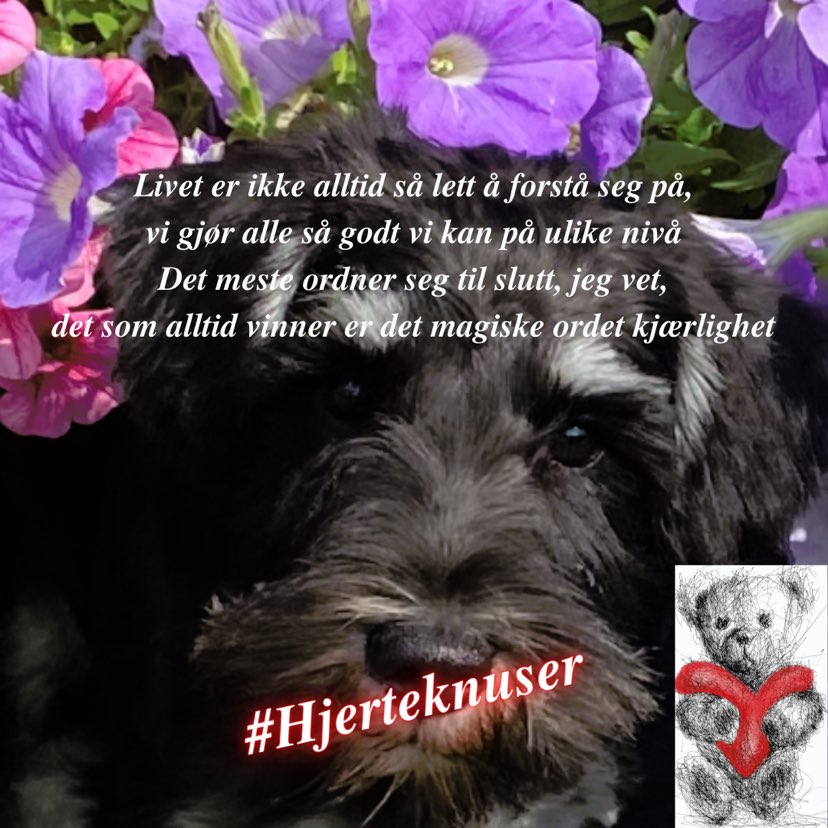 Livet er ikke alltid så lett å forstå seg på,
vi gjør alle så godt vi kan på ulike nivå
Det meste ordner seg til slutt, jeg vet,
det som alltid vinner er det magiske ordet kjærlighet
#Hjerteknuser